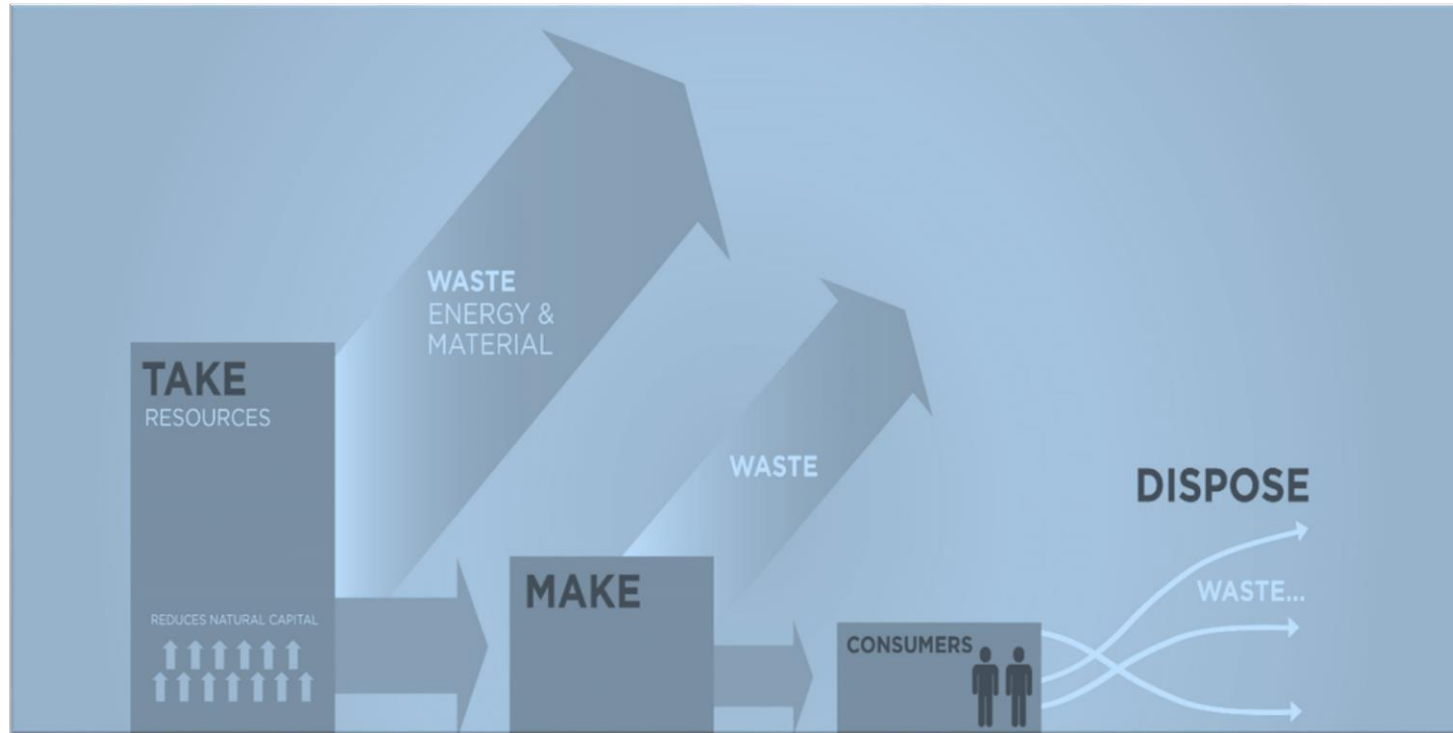 TAKE
RESOURCES
REDUCES NATURAL CAPITAL
WASTE
ENERGY &
MATERIAL
MAKE
WASTE
CONSUMERS
DISPOSE
WASTE...